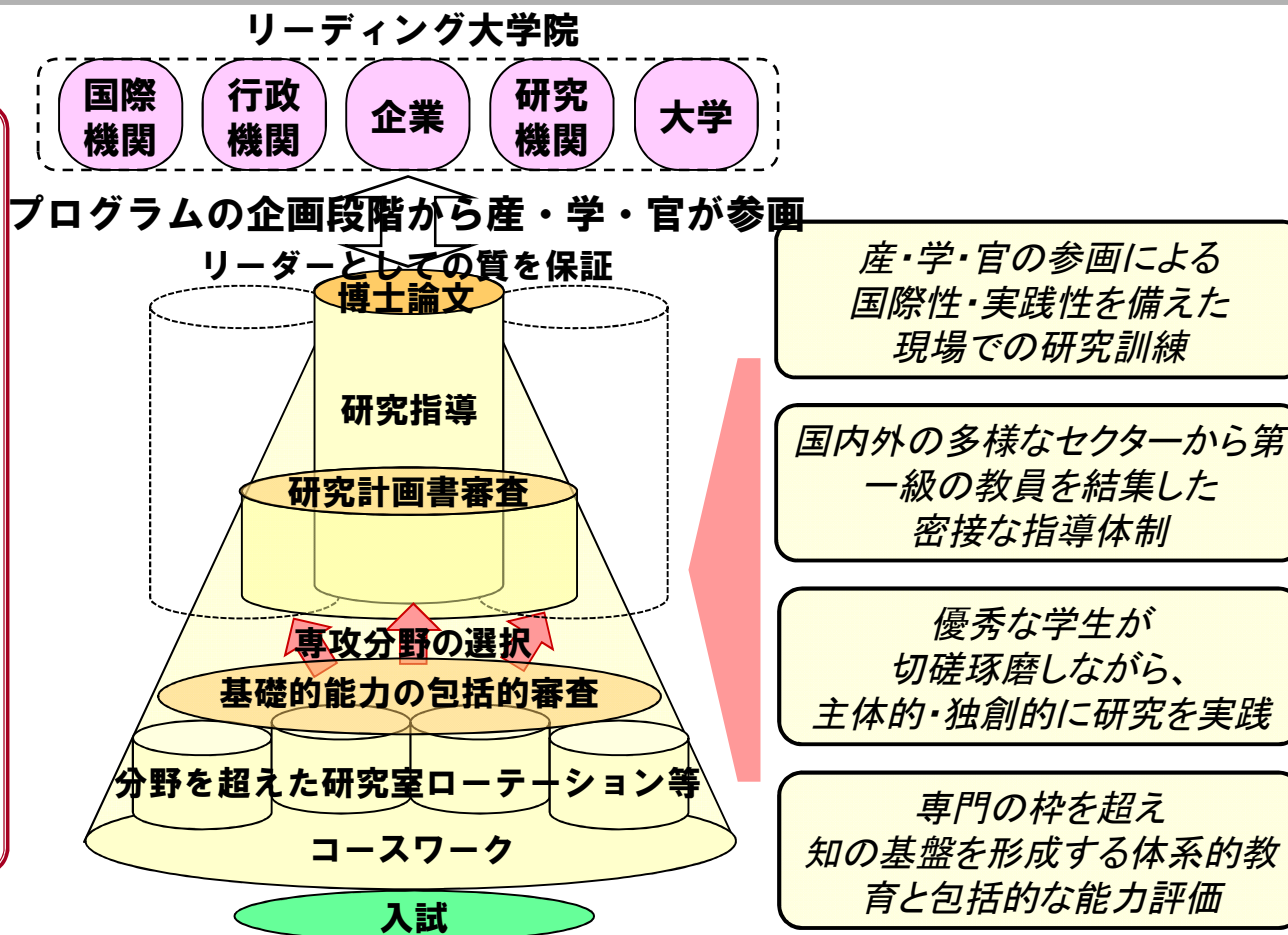 リーディング大学院
国際
機関
行政
機関
企業
研究
機関
大学
プログラムの企画段階から産・学・官が参画
リーダーとしての質を保証
博士論文
研究指導
研究計画書審査
専攻分野の選択
基礎的能力の包括的審査
分野を超えた研究室ローテーション等
コースワーク
入試
産・学・官の参画による
国際性・実践性を備えた
現場での研究訓練
国内外の多様なセクターから第
一級の教員を結集した
密接な指導体制
優秀な学生が
切磋琢磨しながら、
主体的・独創的に研究を実践
専門の枠を超え
知の基盤を形成する体系的教
育と包括的な能力評価